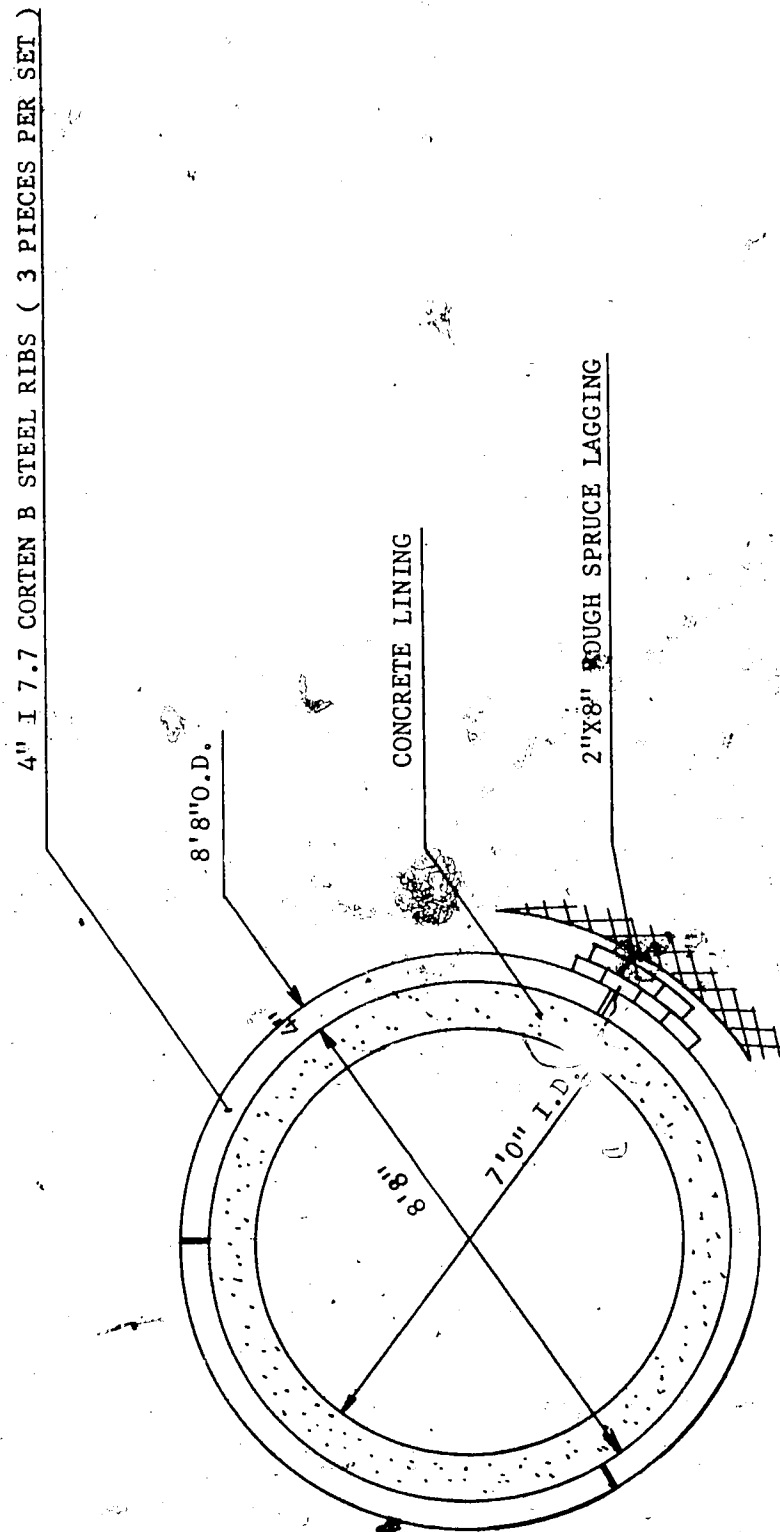 4" I 7.7 CORTEN B STEEL RIBS ( 3 PIECES PER SET )
8'8"O.D.
CONCRETE LINING
2"X8" ROUGH SPRUCE LAGGING
4"
8'8"
7'0" I.D.